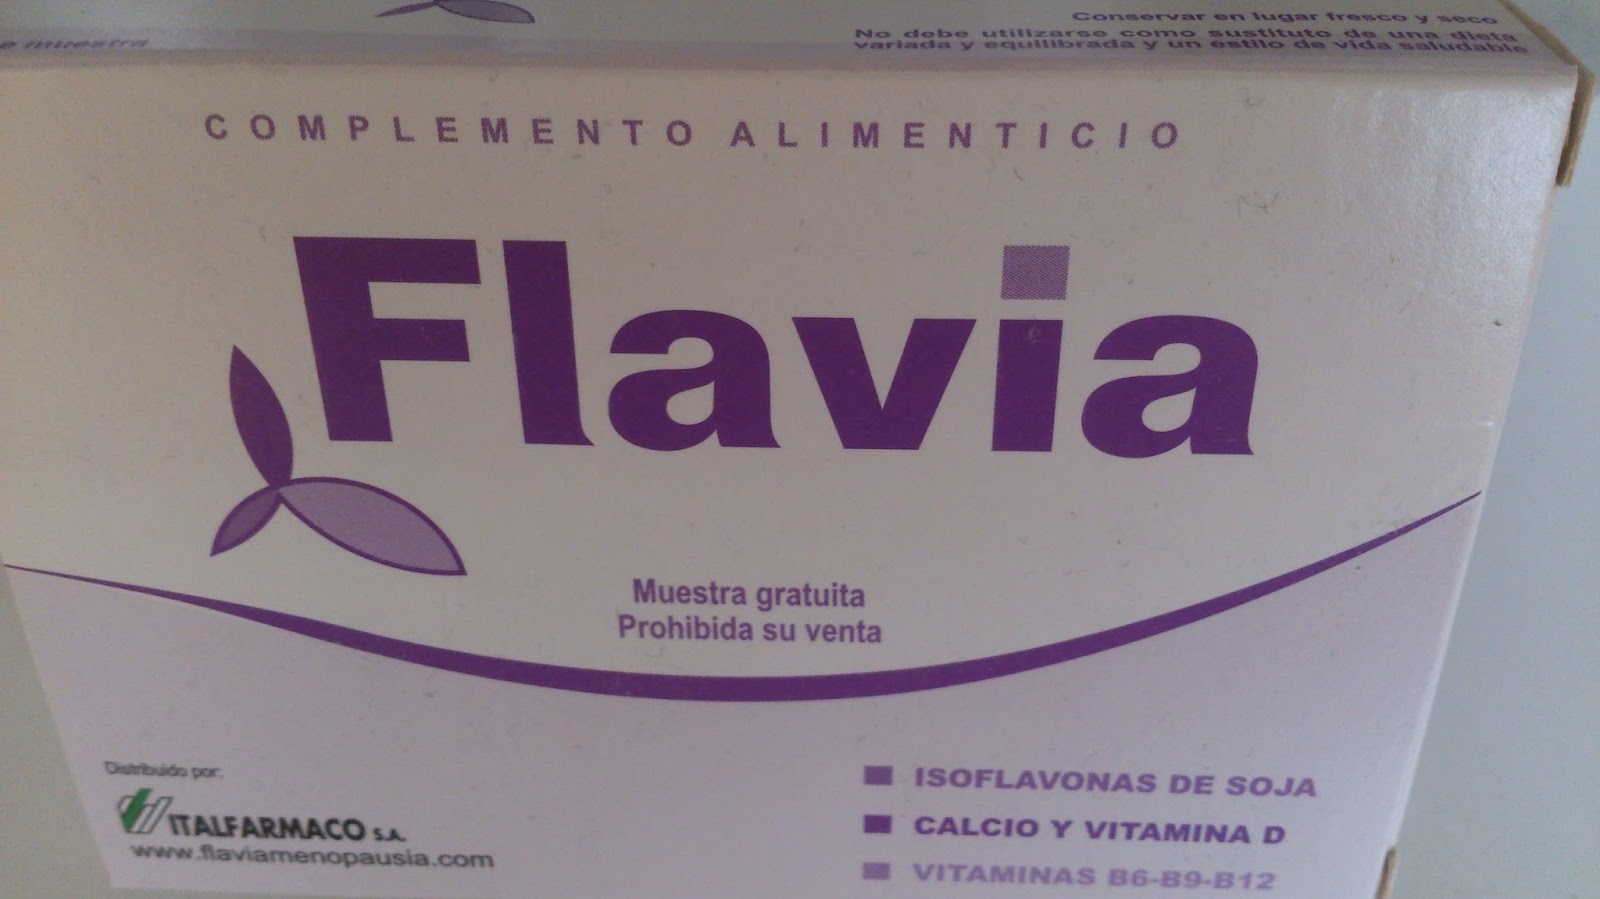 Conservar en lugar fresco y seco
No debe utilizarse como sustituto de una dieta
variada y equilibrada y un estilo de vida saludable
e muestra
COMPLEMENTO ALIMENTICIO
Flavia
Muestra gratuita
Prohibida su venta
Distribuido por:
ITALFARMACO S.A.
www.flaviamenopausia.com
ISOFLAVONAS DE SOJA
CALCIO Y VITAMINA D
VITAMINAS B6-B9-B12